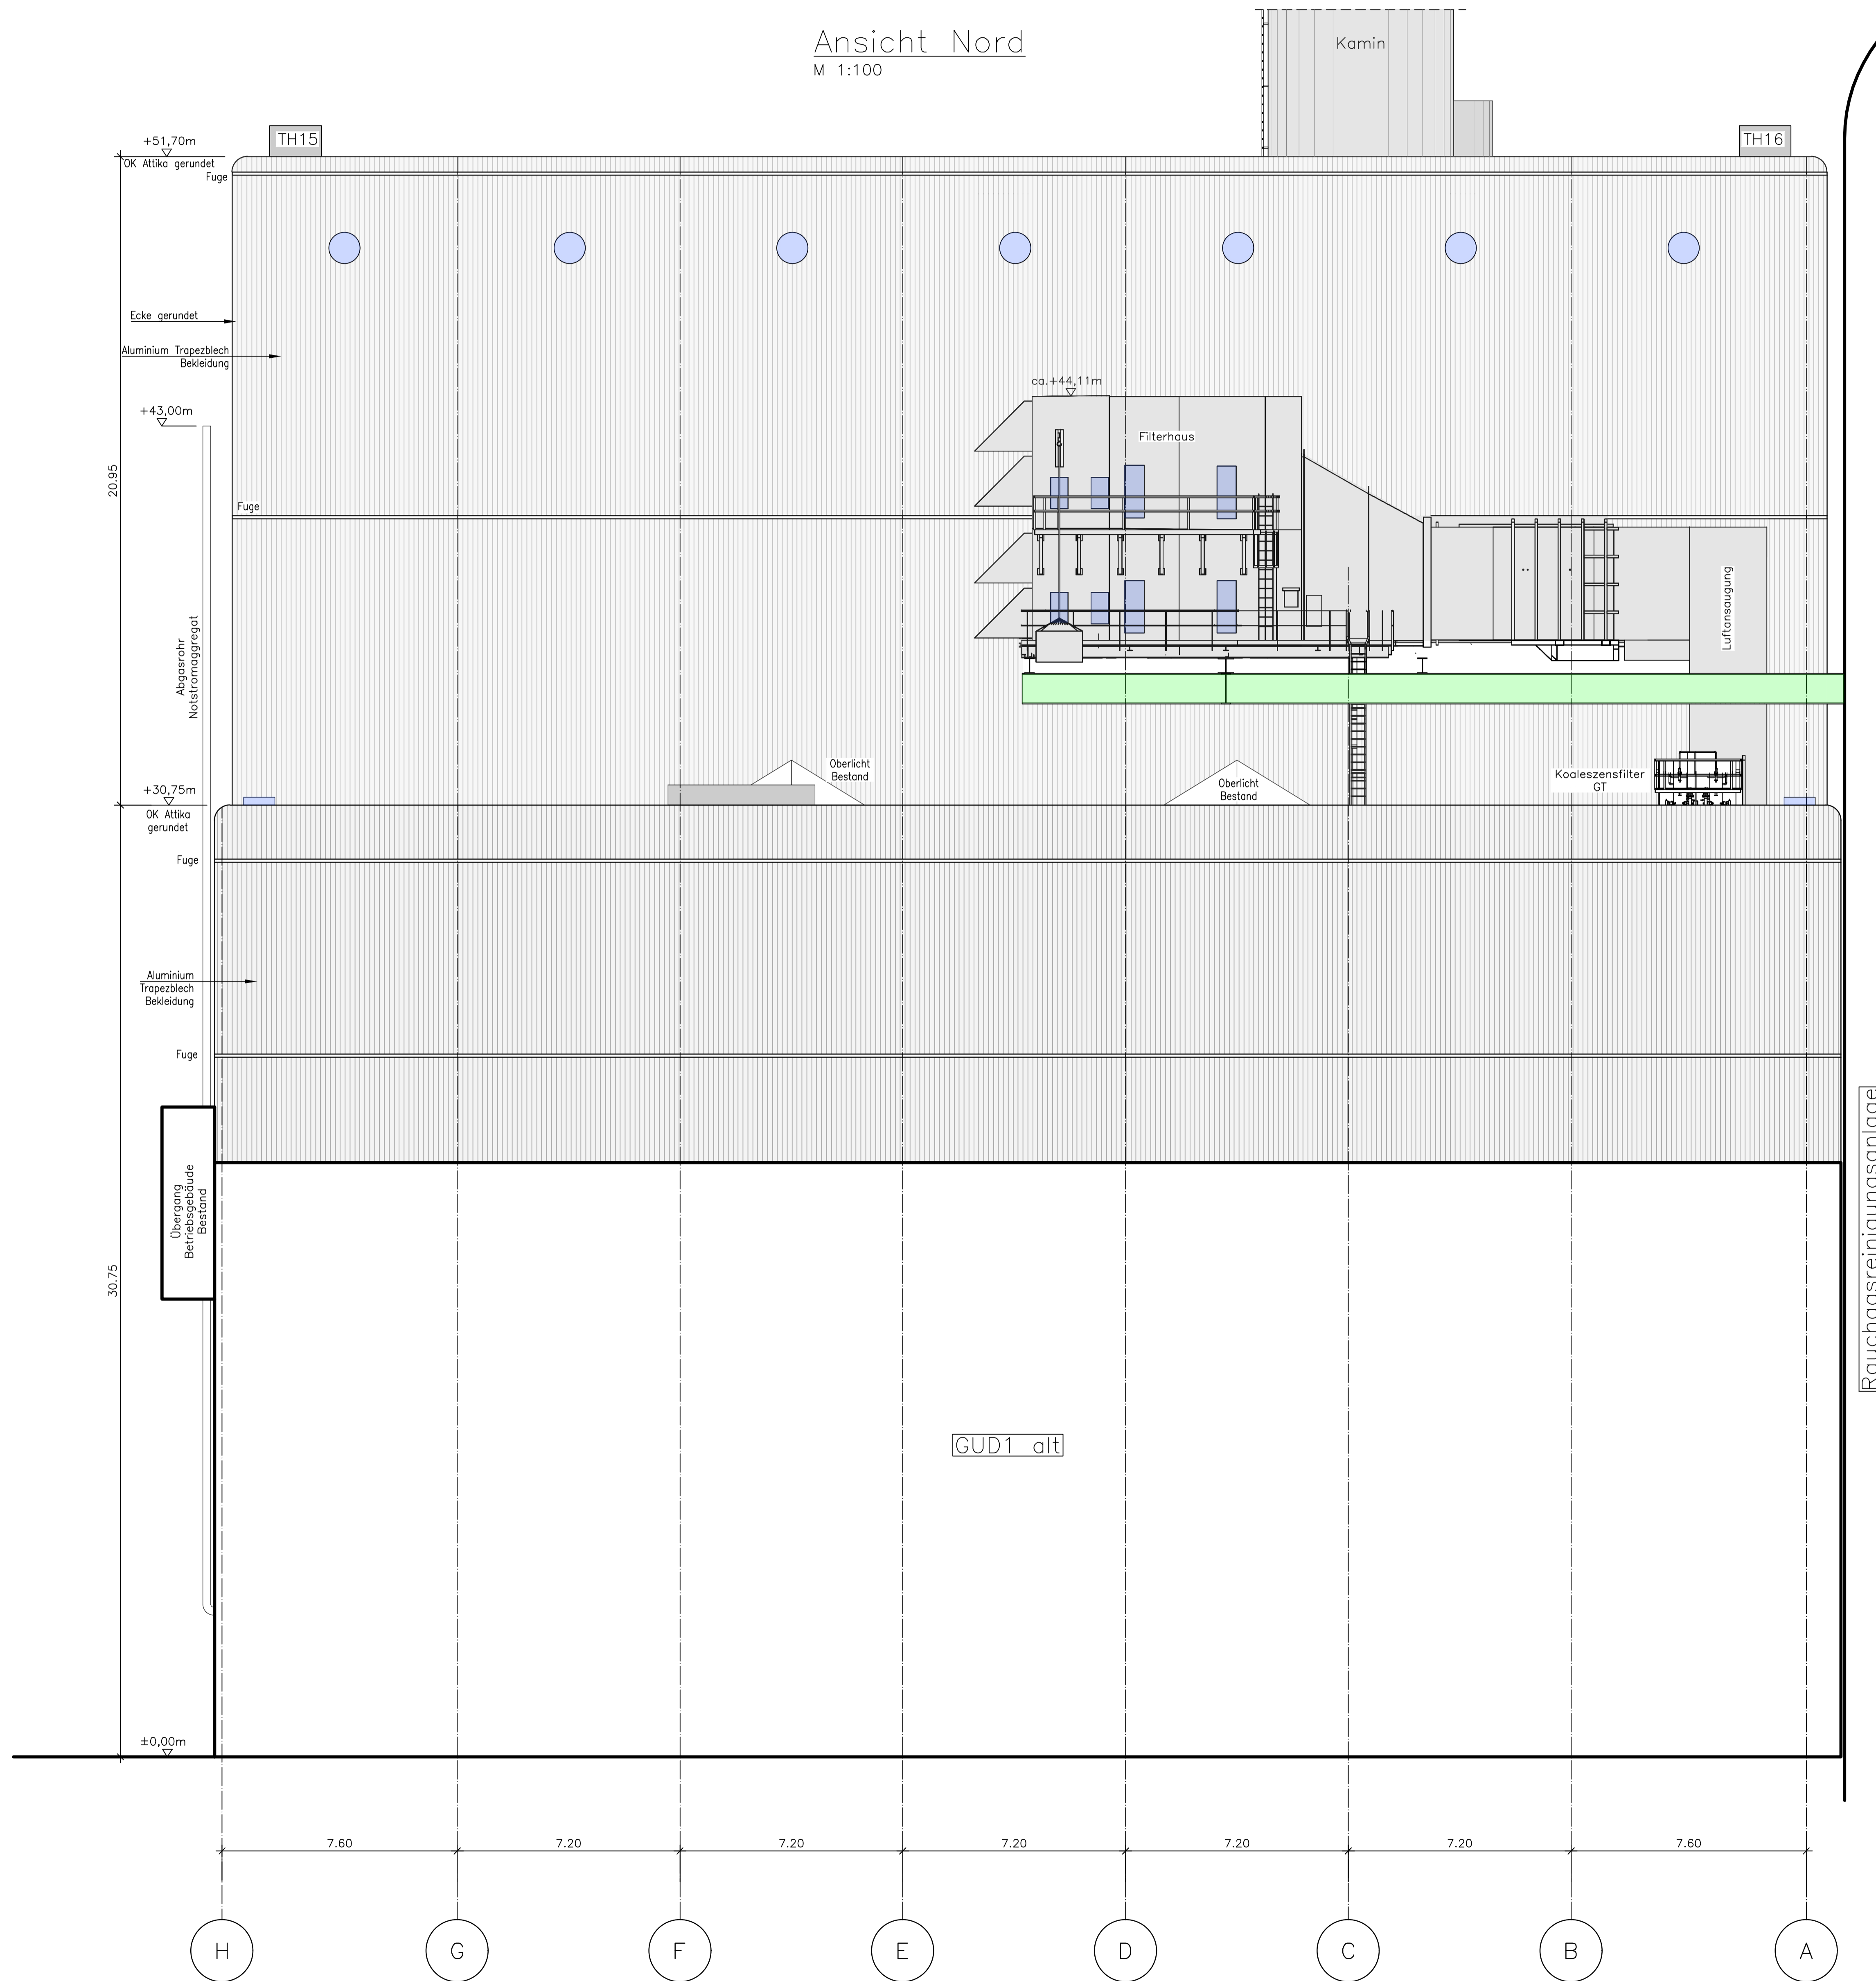 Ansicht Nord
M 1:100
Kamin
TH15
TH16
+51,70m
OK Attika gerundet
Fuge
Ecke gerundet
Aluminium Trapezblech
Bekleidung
ca.+44,11m
+43,00m
Filterhaus
20.95
Fuge
Abgasrohr
Notstromaggregat
Luftansaugung
Oberlicht
Bestand
Oberlicht
Bestand
Koaleszensfilter
GT
+30,75m
OK Attika
gerundet
Fuge
Aluminium
Trapezblech
Bekleidung
Fuge
Übergang
Betriebsgebäude
Bestand
Rauchgasreinigungsanlage
30.75
GUD1 alt
±0,00m
7.60
7.20
7.20
7.20
7.20
7.20
7.60
H
G
F
E
D
C
B
A